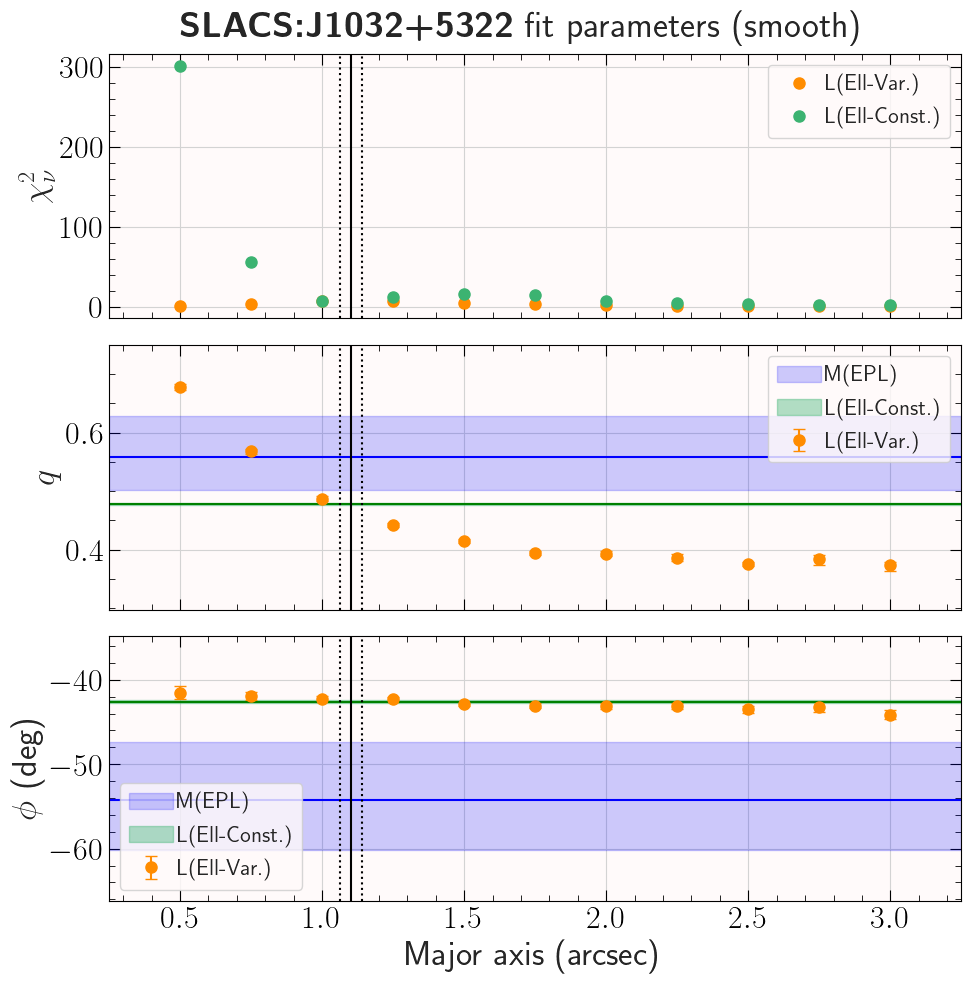 SLACS:J1032+5322 fit parameters (smooth)
300
200
100
0
χ²ν
L(Ell-Var.)
L(Ell-Const.)
0.6
0.4
q
M(EPL)
L(Ell-Const.)
L(Ell-Var.)
−40
−50
−60
ϕ (deg)
M(EPL)
L(Ell-Const.)
L(Ell-Var.)
0.5 1.0 1.5 2.0 2.5 3.0
Major axis (arcsec)